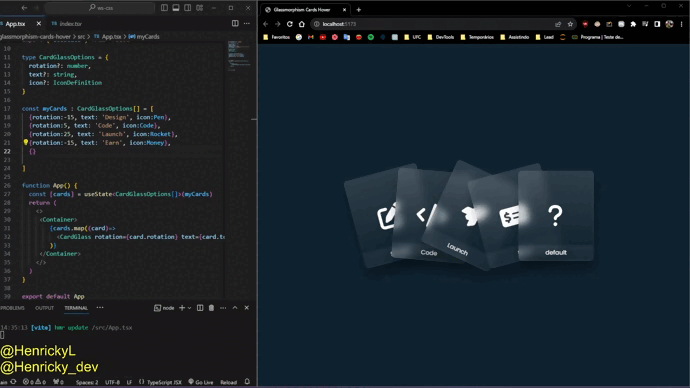 ws-css
App.tsx
index.tsx
glassmorphism-cards-hover > src > App.tsx > myCards
10
11 type CardGlassOptions = {
12 rotation?: number,
13 text?: string,
14 icon?: IconDefinition
15 }
16
17 const myCards : CardGlassOptions[] = [
18 {rotation:-15, text: 'Design', icon:Pen},
19 {rotation:5, text: 'Code', icon:Code},
20 {rotation:25, text: 'Launch', icon:Rocket},
21 {rotation:-15, text: 'Earn', icon:Money},
22 {}
23
24 ]
25
26 function App() {
27 const [cards] = useState<CardGlassOptions[]>(myCards)
28 return (
29 <>
30 <Container>
31 {cards.map((card)=>
32 <CardGlass rotation={card.rotation} text={card.te
33 )}
34 </Container>
35 </>
36 )
37 }
38
39 export default App
PROBLEMS OUTPUT TERMINAL node
14:35:13 [vite] hmr update /src/App.tsx
@HenrickyL
@Henricky_dev
Spaces: 2 UTF-8 LF TypeScript JSX Go Live Reload
Glassmorphism Cards Hover
localhost:5173
Favoritos UFC DevTools Temporários Assistindo Lead Programa | Teste de...
Code
Launch
default